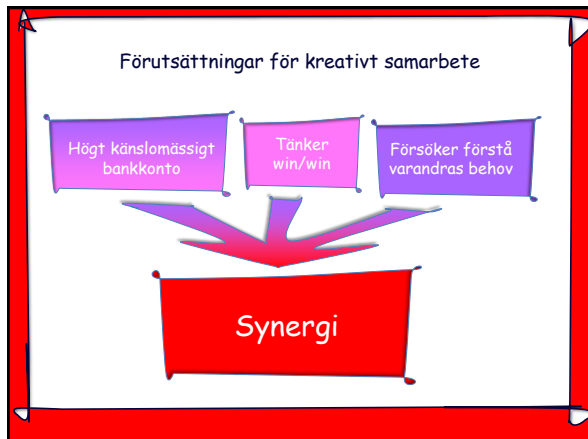 Förutsättningar för kreativt samarbete
Högt känslomässigt
bankkonto
Tänker
win/win
Försöker förstå
varandras behov
Synergi